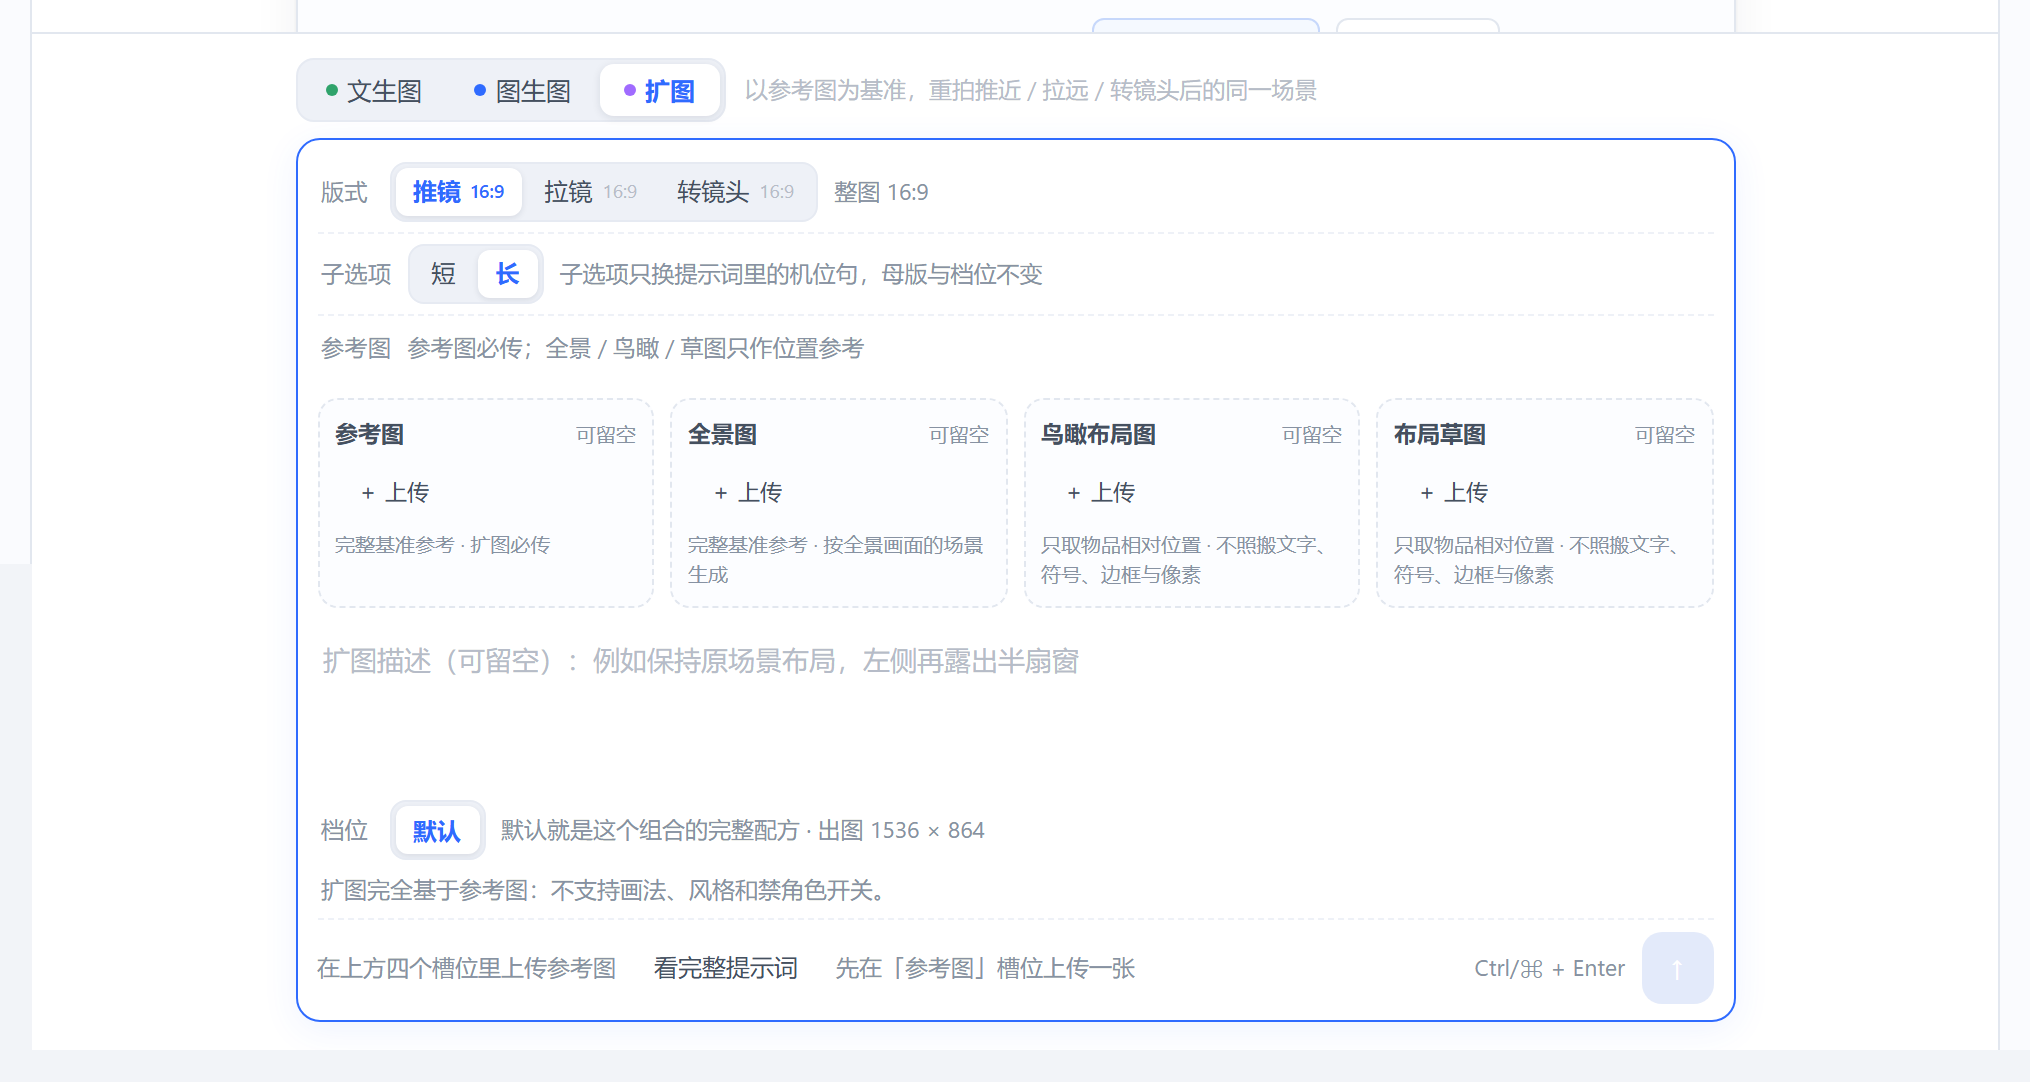 文生图 图生图 扩图 以参考图为基准，重拍推近 / 拉远 / 转镜头后的同一场景
版式 推镜 16:9 拉镜 16:9 转镜头 16:9 整图 16:9
子选项 短 长 子选项只换提示词里的机位句，母版与档位不变
参考图 参考图必传；全景 / 鸟瞰 / 草图只作位置参考
参考图 可留空 全景图 可留空 鸟瞰布局图 可留空 布局草图 可留空
+ 上传 + 上传 + 上传 + 上传
完整基准参考 · 扩图必传 完整基准参考 · 按全景画面的场景 只取物品相对位置 · 不照搬文字、 只取物品相对位置 · 不照搬文字、
生成 符号、边框与像素 符号、边框与像素
扩图描述（可留空）：例如保持原场景布局，左侧再露出半扇窗
档位 默认 默认就是这个组合的完整配方 · 出图 1536 × 864
扩图完全基于参考图：不支持画法、风格和禁角色开关。
在上方四个槽位里上传参考图 看完整提示词 先在「参考图」槽位上传一张 Ctrl/⌘ + Enter ↑